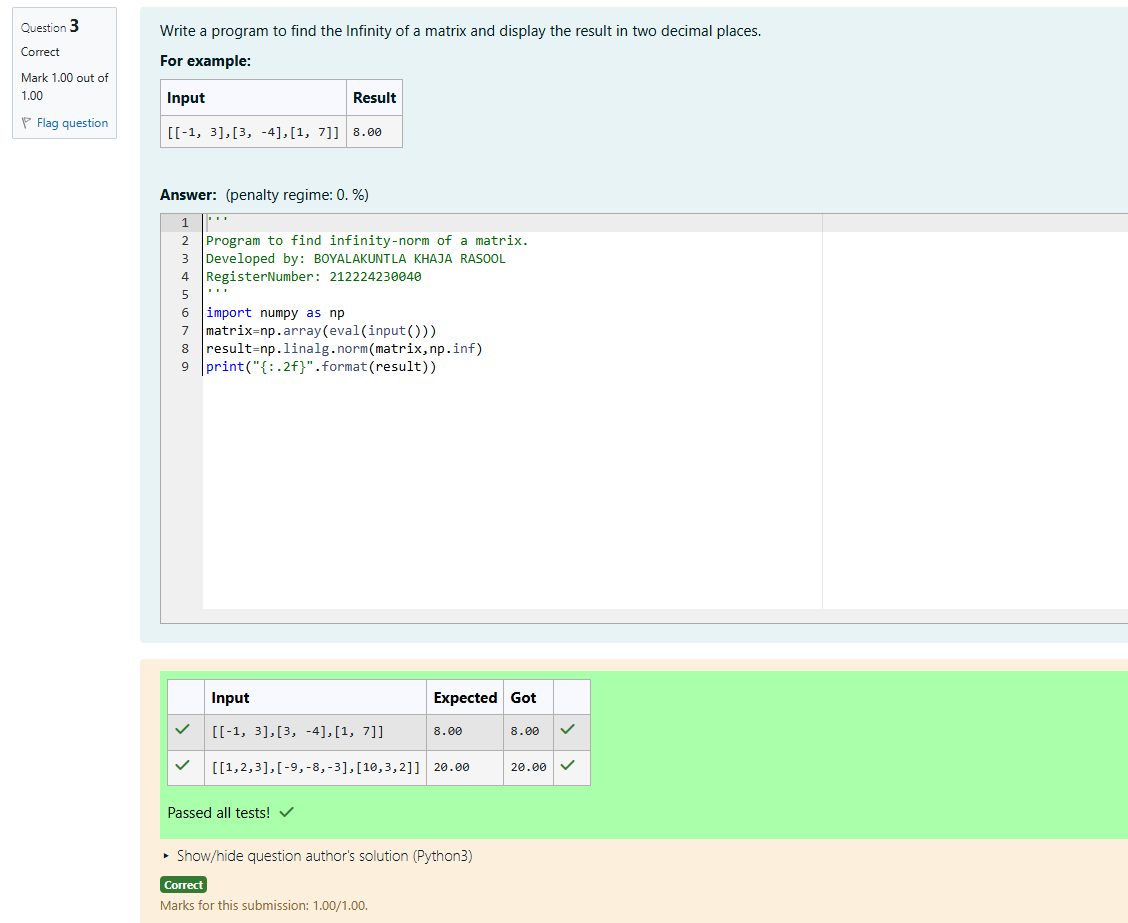 Question 3
Correct
Mark 1.00 out of
1.00
Flag question
Write a program to find the Infinity of a matrix and display the result in two decimal places.
For example:
Input Result
[[-1, 3],[3, -4],[1, 7]] 8.00
Answer: (penalty regime: 0. %)
1 '''
2 Program to find infinity-norm of a matrix.
3 Developed by: BOYALAKUNTLA KHAJA RASOOL
4 RegisterNumber: 212224230040
5 '''
6 import numpy as np
7 matrix=np.array(eval(input()))
8 result=np.linalg.norm(matrix,np.inf)
9 print("{:.2f}".format(result))
Input Expected Got
[[-1, 3],[3, -4],[1, 7]] 8.00 8.00
[[1,2,3],[-9,-8,-3],[10,3,2]] 20.00 20.00
Passed all tests!
Show/hide question author's solution (Python3)
Correct
Marks for this submission: 1.00/1.00.